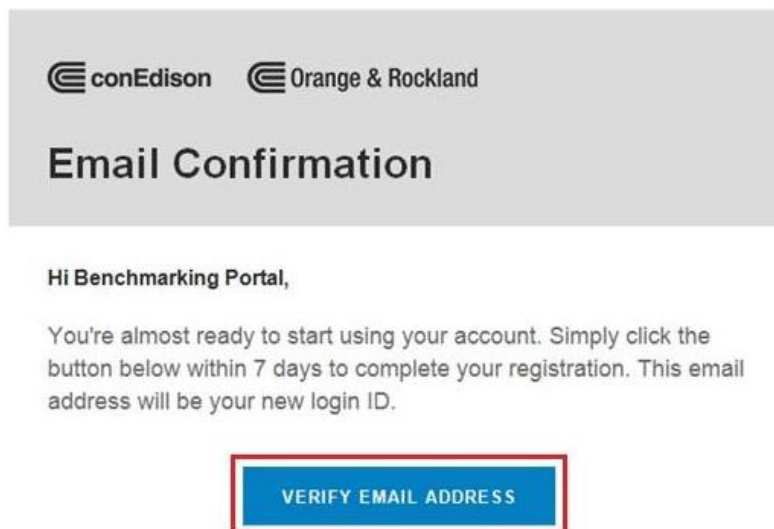 conEdison Orange & Rockland
Email Confirmation
Hi Benchmarking Portal,
You're almost ready to start using your account. Simply click the
button below within 7 days to complete your registration. This email
address will be your new login ID.
VERIFY EMAIL ADDRESS